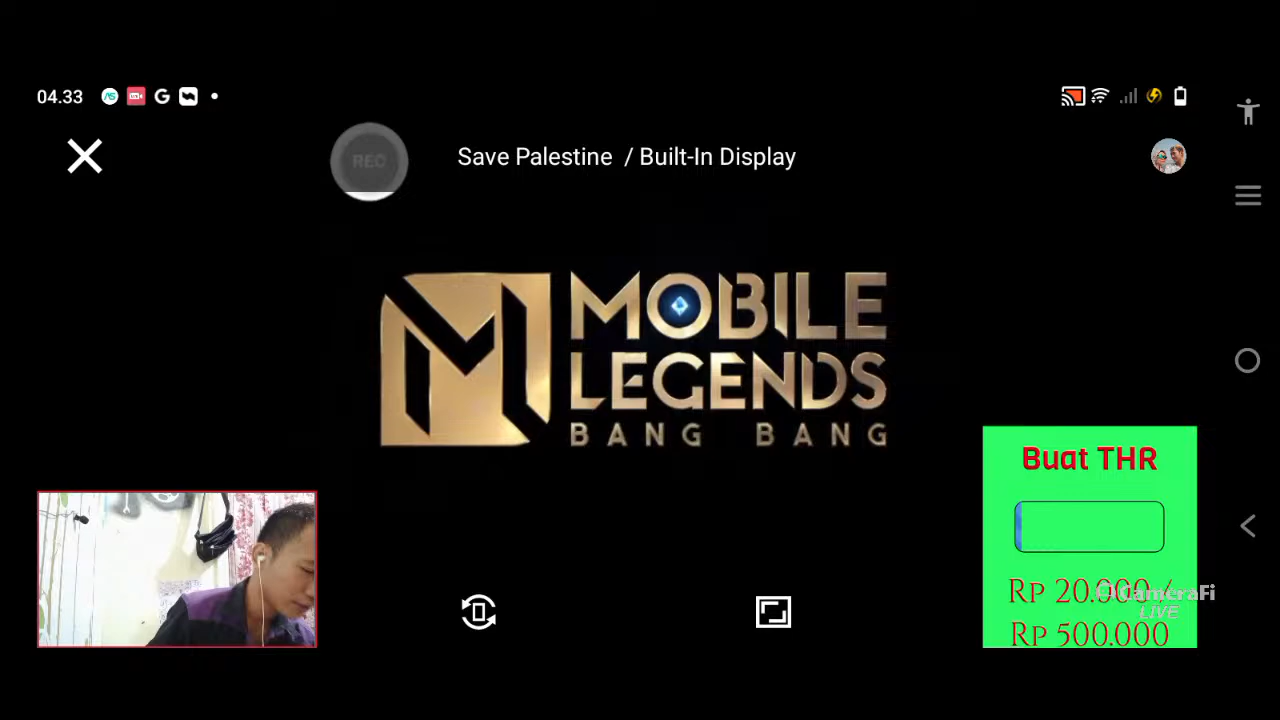 04.33
REC
Save Palestine / Built-In Display
MOBILE
LEGENDS
BANG BANG
Buat THR
Rp 20.000 /
Rp 500.000
CameraFi
LIVE